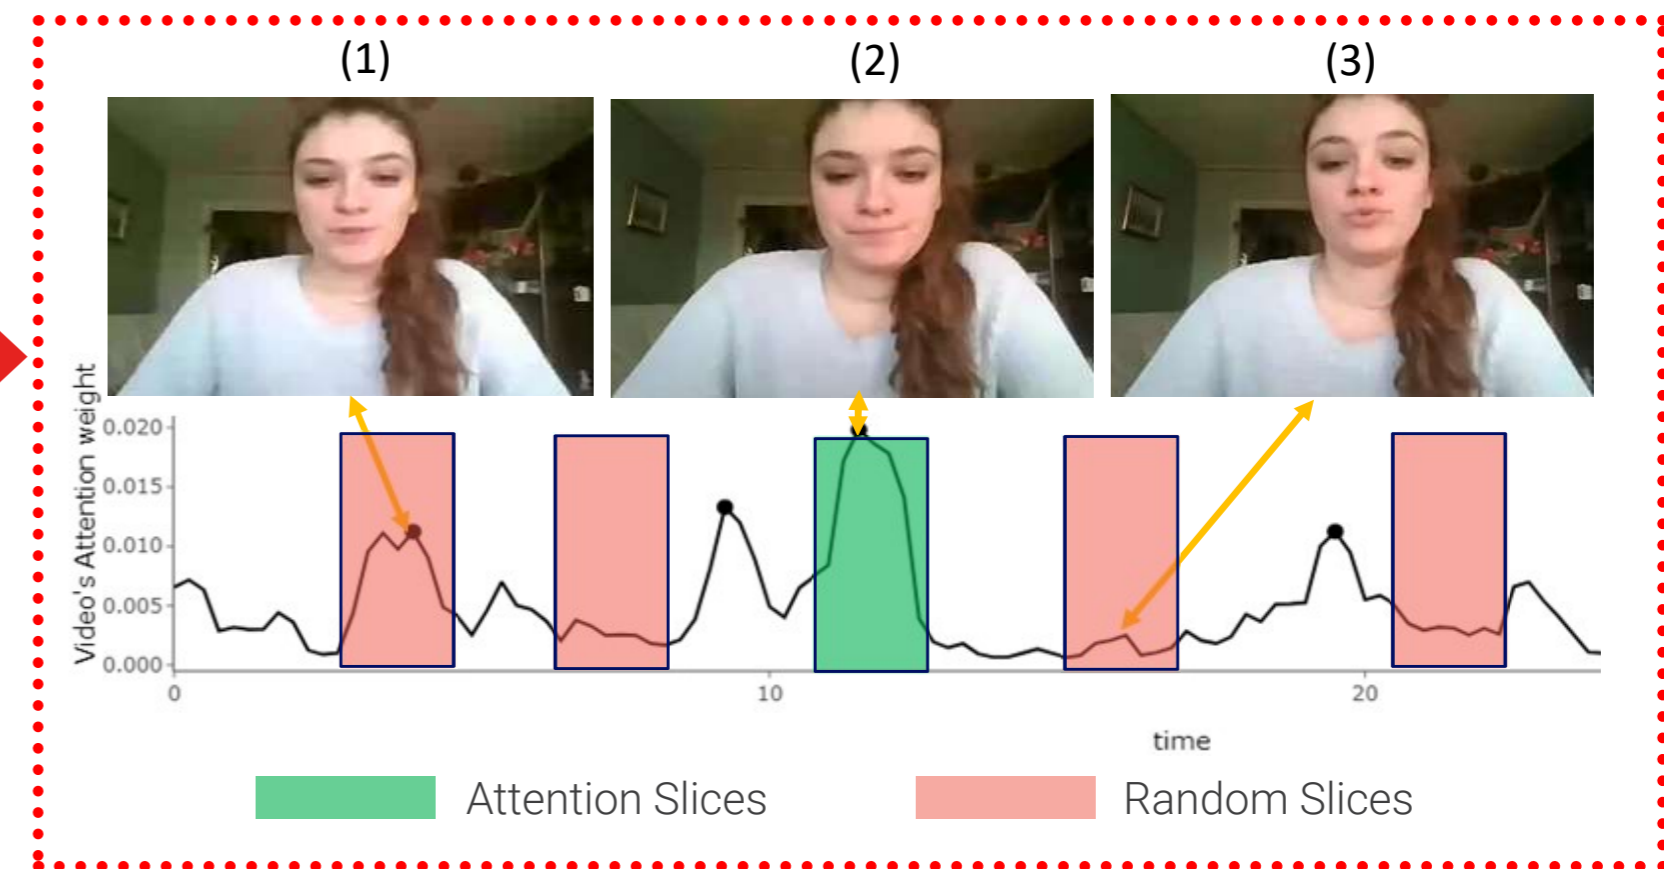 (1)
(2)
(3)
Video's Attention weight
0.020
0.015
0.010
0.005
0.000
0
10
20
time
Attention Slices
Random Slices